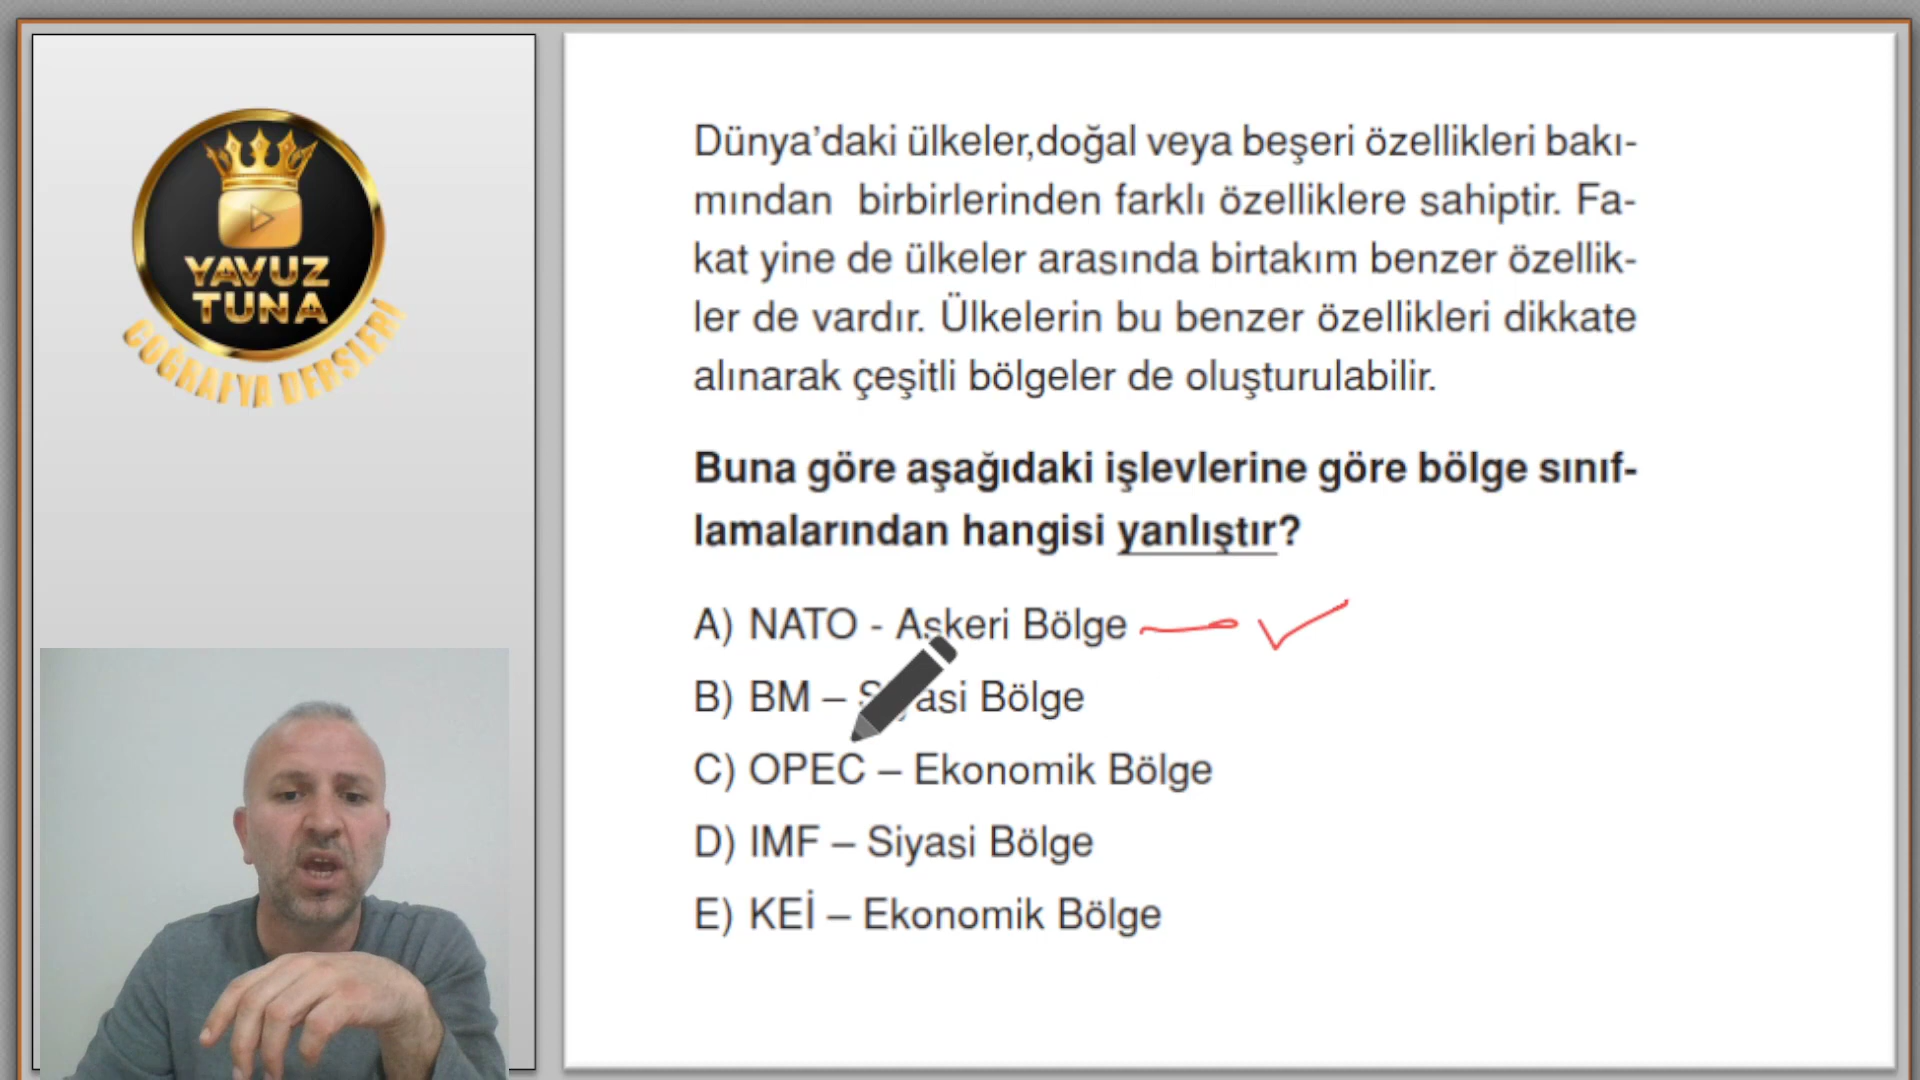 YAVUZ
TUNA
COĞRAFYA DERSLERİ
Dünya’daki ülkeler,doğal veya beşeri özellikleri bakı-
mından birbirlerinden farklı özelliklere sahiptir. Fa-
kat yine de ülkeler arasında birtakım benzer özellik-
ler de vardır. Ülkelerin bu benzer özellikleri dikkate
alınarak çeşitli bölgeler de oluşturulabilir.
Buna göre aşağıdaki işlevlerine göre bölge sınıf-
lamalarından hangisi yanlıştır?
A) NATO - Askeri Bölge
B) BM – Siyasi Bölge
C) OPEC – Ekonomik Bölge
D) IMF – Siyasi Bölge
E) KEİ – Ekonomik Bölge